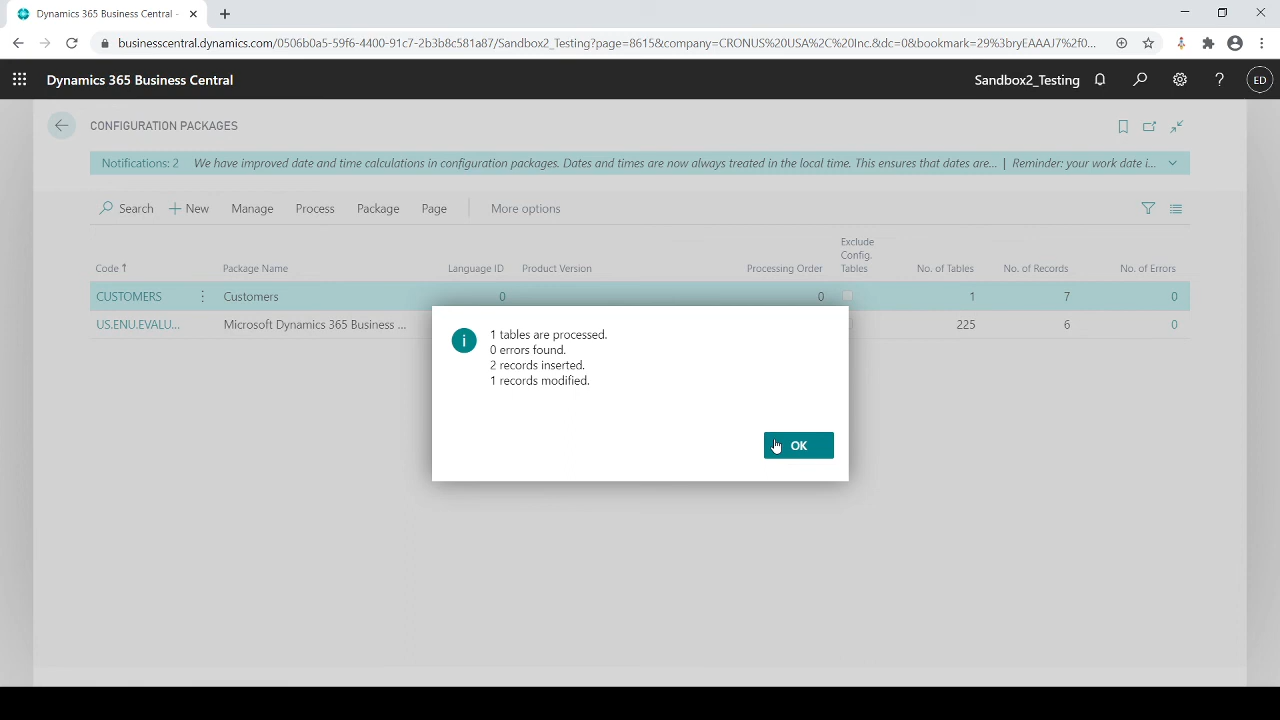 Dynamics 365 Business Central -
businesscentral.dynamics.com/0506b0a5-59f6-4400-91c7-2b3b8c581a87/Sandbox2_Testing?page=8615&company=CRONUS%20USA%2C%20Inc.&dc=0&bookmark=29%3bryEAAAJ7%2f0...
Dynamics 365 Business Central
Sandbox2_Testing
?
ED
CONFIGURATION PACKAGES
Notifications: 2 We have improved date and time calculations in configuration packages. Dates and times are now always treated in the local time. This ensures that dates are... | Reminder: your work date i...
Search + New Manage Process Package Page More options
Code ↑ Package Name Language ID Product Version Processing Order Exclude Config. Tables No. of Tables No. of Records No. of Errors
CUSTOMERS Customers 0 0 1 7 0
US.ENU.EVALU... Microsoft Dynamics 365 Business ... 225 6 0
i
1 tables are processed.
0 errors found.
2 records inserted.
1 records modified.
OK